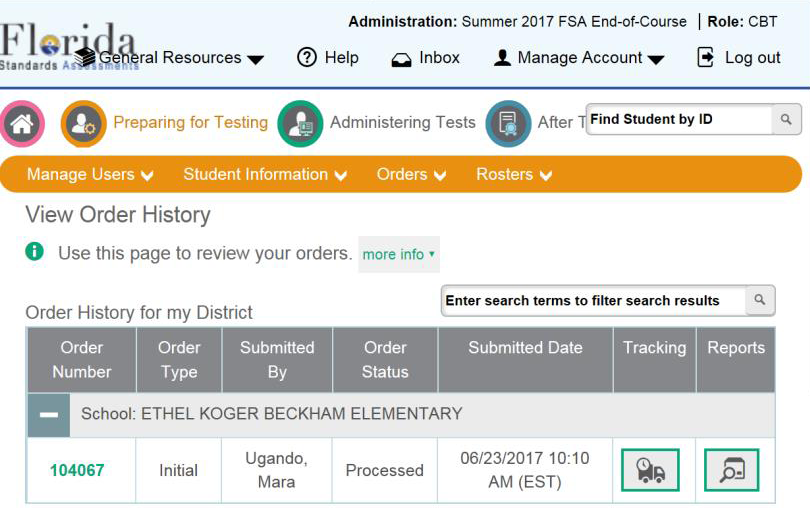 Administration: Summer 2017 FSA End-of-Course | Role: CBT
Florida
Standards Assessments
General Resources Help Inbox Manage Account Log out
Preparing for Testing Administering Tests After T Find Student by ID
Manage Users Student Information Orders Rosters
View Order History
Use this page to review your orders. more info
Enter search terms to filter search results
Order History for my District
Order Number Order Type Submitted By Order Status Submitted Date Tracking Reports
School: ETHEL KOGER BECKHAM ELEMENTARY
104067 Initial Ugando, Mara Processed 06/23/2017 10:10 AM (EST)